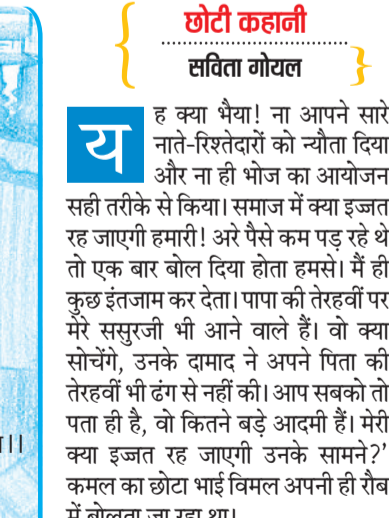 छोटी कहानी
सविता गोयल
यह क्या भैया! ना आपने सारे
नाते-रिश्तेदारों को न्यौता दिया
और ना ही भोज का आयोजन
सही तरीके से किया। समाज में क्या इज्जत
रह जाएगी हमारी! अरे पैसे कम पड़ रहे थे
तो एक बार बोल दिया होता हमसे। मैं ही
कुछ इंतजाम कर देता। पापा की तेरहवीं पर
मेरे ससुरजी भी आने वाले हैं। वो क्या
सोचेंगे, उनके दामाद ने अपने पिता की
तेरहवीं भी ढंग से नहीं की। आप सबको तो
पता ही है, वो कितने बड़े आदमी हैं। मेरी
क्या इज्जत रह जाएगी उनके सामने?’
कमल का छोटा भाई विमल अपनी ही रौब
में बोलता जा रहा था।